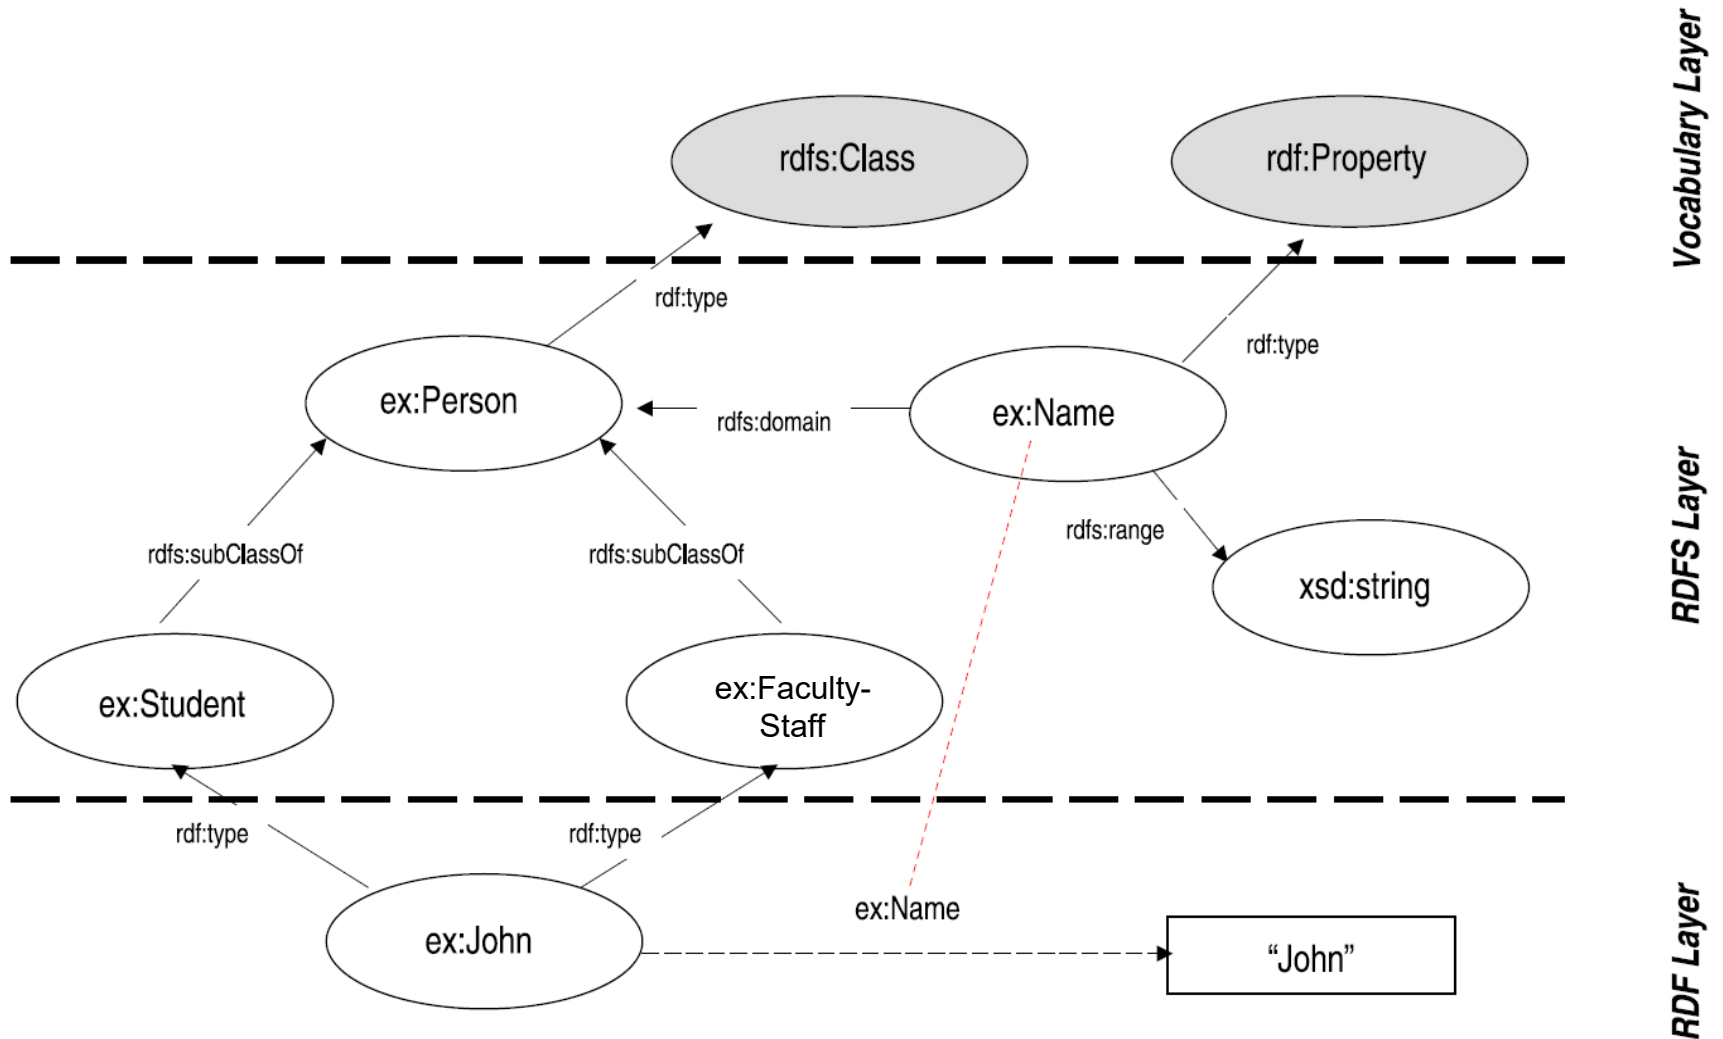 Vocabulary Layer
rdfs:Class
rdf:Property
rdf:type
rdf:type
ex:Person
rdfs:domain
ex:Name
RDFS Layer
rdfs:range
rdfs:subClassOf
rdfs:subClassOf
xsd:string
ex:Student
ex:Faculty-
Staff
rdf:type
rdf:type
ex:Name
ex:John
“John”
RDF Layer